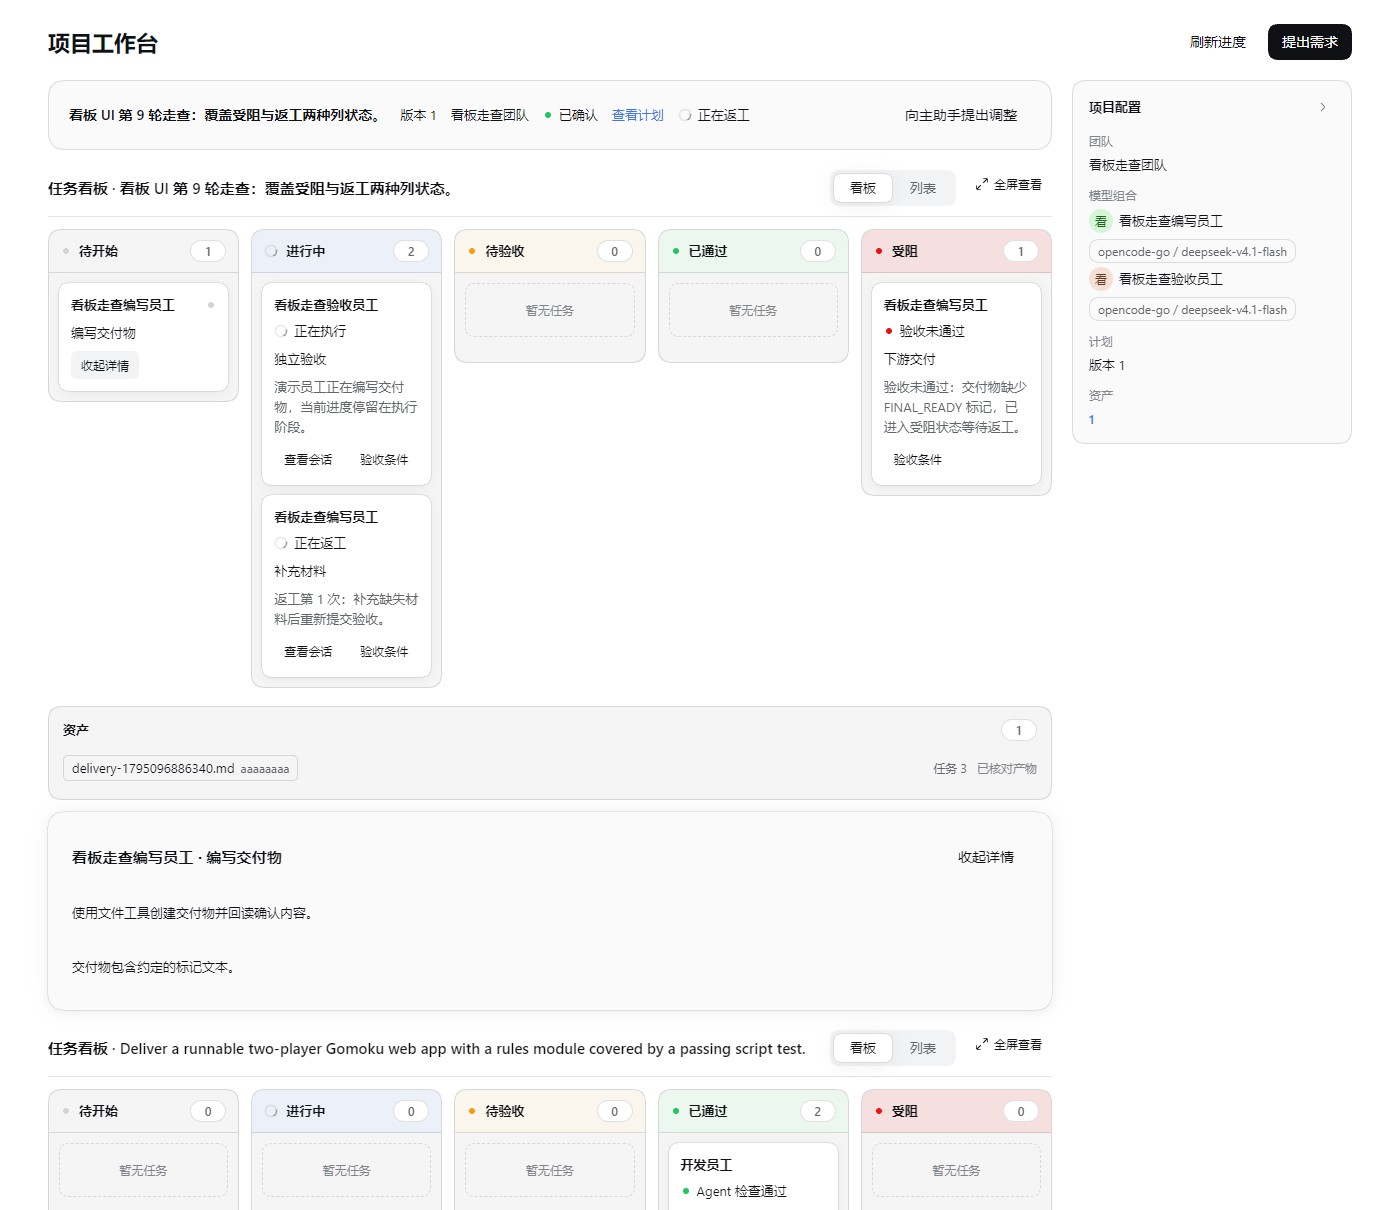 项目工作台
刷新进度
提出需求
看板 UI 第 9 轮走查：覆盖受阻与返工两种列状态。 版本 1 看板走查团队 已确认 查看计划 正在返工
向主助手提出调整
任务看板 · 看板 UI 第 9 轮走查：覆盖受阻与返工两种列状态。
看板 列表 全屏查看
待开始 1
看板走查编写员工
编写交付物
收起详情
进行中 2
看板走查验收员工
正在执行
独立验收
演示员工正在编写交付
物，当前进度停留在执行
阶段。
查看会话 验收条件
看板走查编写员工
正在返工
补充材料
返工第 1 次：补充缺失材
料后重新提交验收。
查看会话 验收条件
待验收 0
暂无任务
已通过 0
暂无任务
受阻 1
看板走查编写员工
验收未通过
下游交付
验收未通过：交付物缺少
FINAL_READY 标记，已
进入受阻状态等待返工。
验收条件
项目配置
团队
看板走查团队
模型组合
看 看板走查编写员工
opencode-go / deepseek-v4.1-flash
看 看板走查验收员工
opencode-go / deepseek-v4.1-flash
计划
版本 1
资产
1
资产 1
delivery-1795096886340.md aaaaaaaa
任务 3 已核对产物
看板走查编写员工 · 编写交付物
收起详情
使用文件工具创建交付物并回读确认内容。
交付物包含约定的标记文本。
任务看板 · Deliver a runnable two-player Gomoku web app with a rules module covered by a passing script test.
看板 列表 全屏查看
待开始 0
暂无任务
进行中 0
暂无任务
待验收 0
暂无任务
已通过 2
开发员工
Agent 检查通过
受阻 0
暂无任务